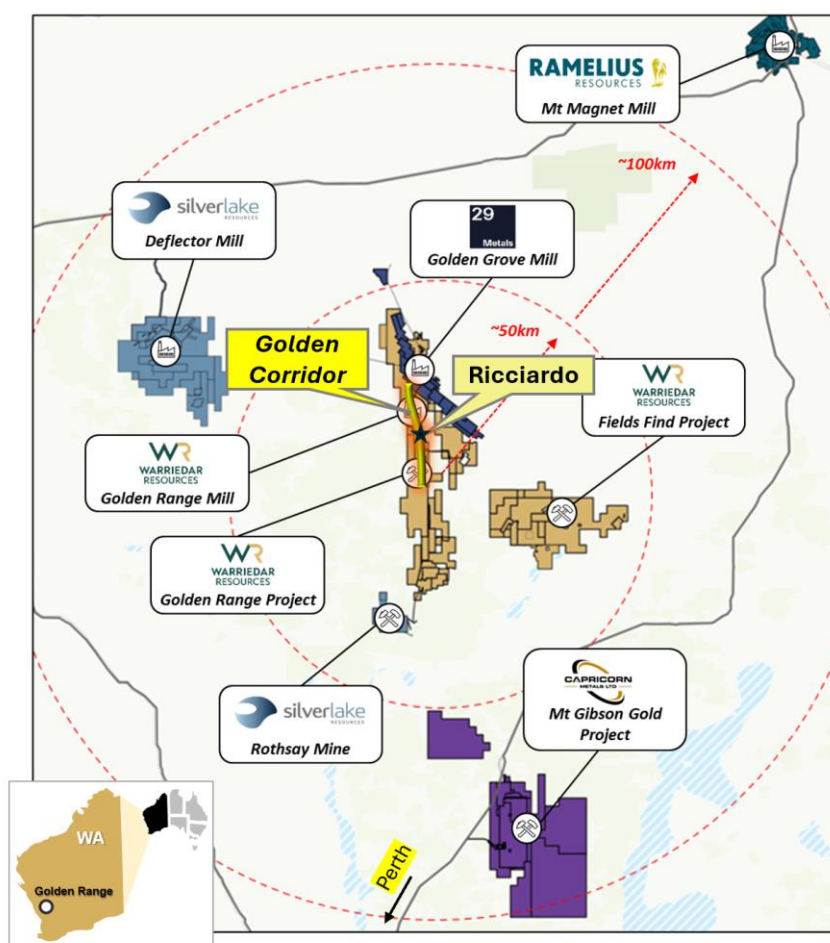 RAMELIUS
RESOURCES
Mt Magnet Mill
~100km
silverlake
RESOURCES
Deflector Mill
29
Metals
Golden Grove Mill
~50km
Golden
Corridor
Ricciardo
WR
WARRIEDAR
RESOURCES
Fields Find Project
WR
WARRIEDAR
RESOURCES
Golden Range Mill
WR
WARRIEDAR
RESOURCES
Golden Range Project
silverlake
RESOURCES
Rothsay Mine
CAPRICORN
METALS LTD
Mt Gibson Gold
Project
WA
Golden Range
Perth